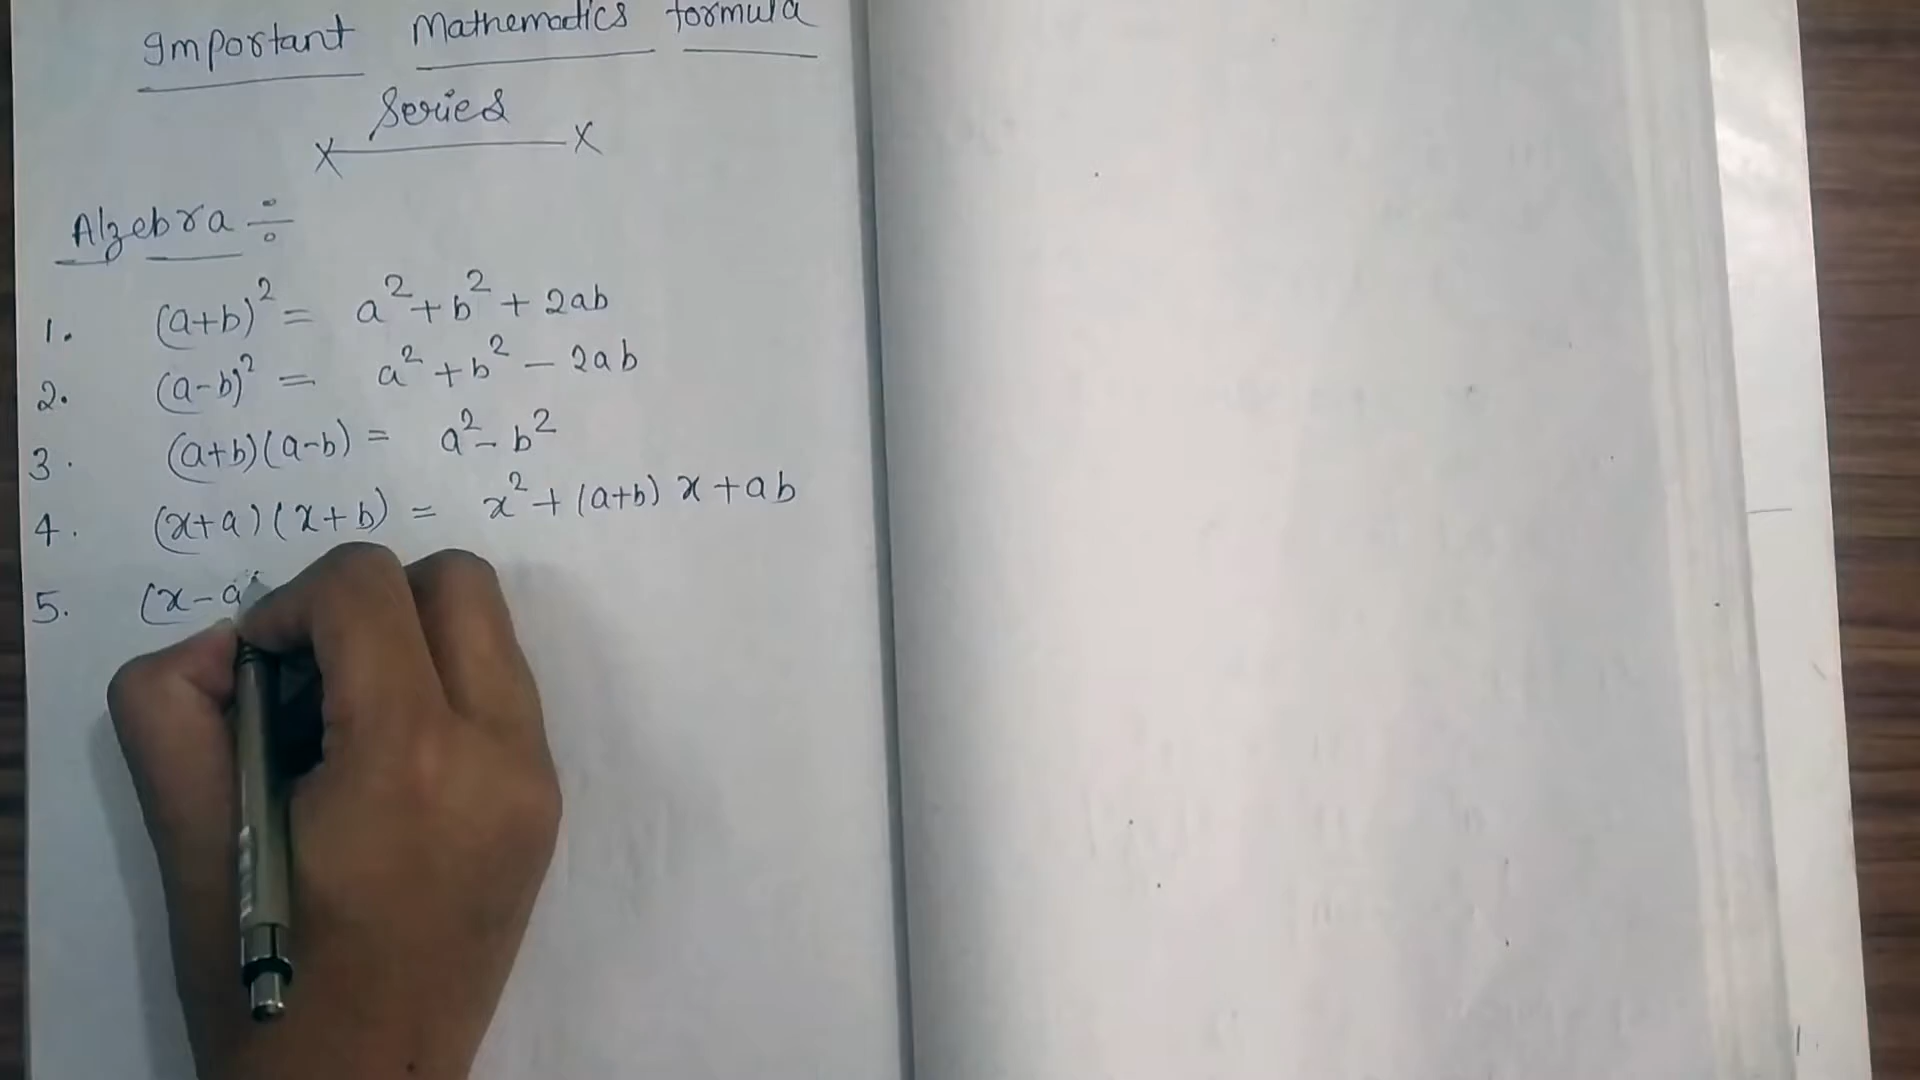 Important Mathematics formula
Series
Algebra ÷
1. (a+b)² = a² + b² + 2ab
2. (a-b)² = a² + b² - 2ab
3. (a+b)(a-b) = a² - b²
4. (x+a)(x+b) = x² + (a+b) x + ab
5. (x-a)